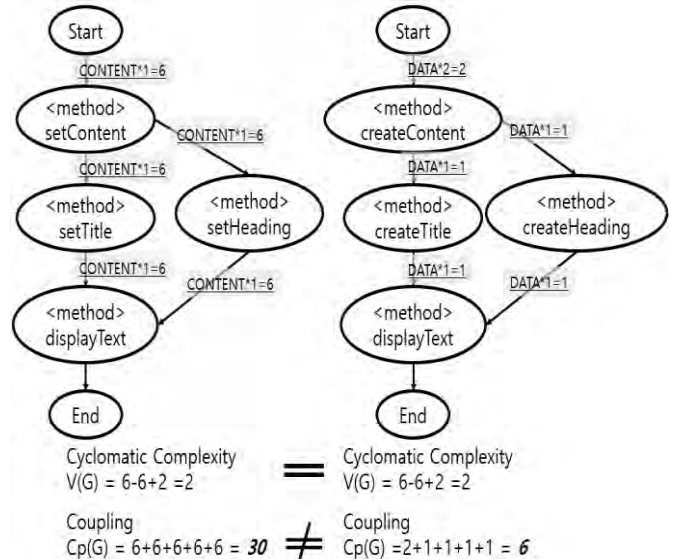 Start
CONTENT*1=6
<method>
setContent
CONTENT*1=6
CONTENT*1=6
<method>
setTitle
<method>
setHeading
CONTENT*1=6
CONTENT*1=6
<method>
displayText
End
Cyclomatic Complexity
V(G) = 6-6+2 =2
Coupling
Cp(G) = 6+6+6+6+6 = 30
=
≠
Start
DATA*2=2
<method>
createContent
DATA*1=1
DATA*1=1
<method>
createTitle
<method>
createHeading
DATA*1=1
DATA*1=1
<method>
displayText
End
Cyclomatic Complexity
V(G) = 6-6+2 =2
Coupling
Cp(G) =2+1+1+1+1 = 6